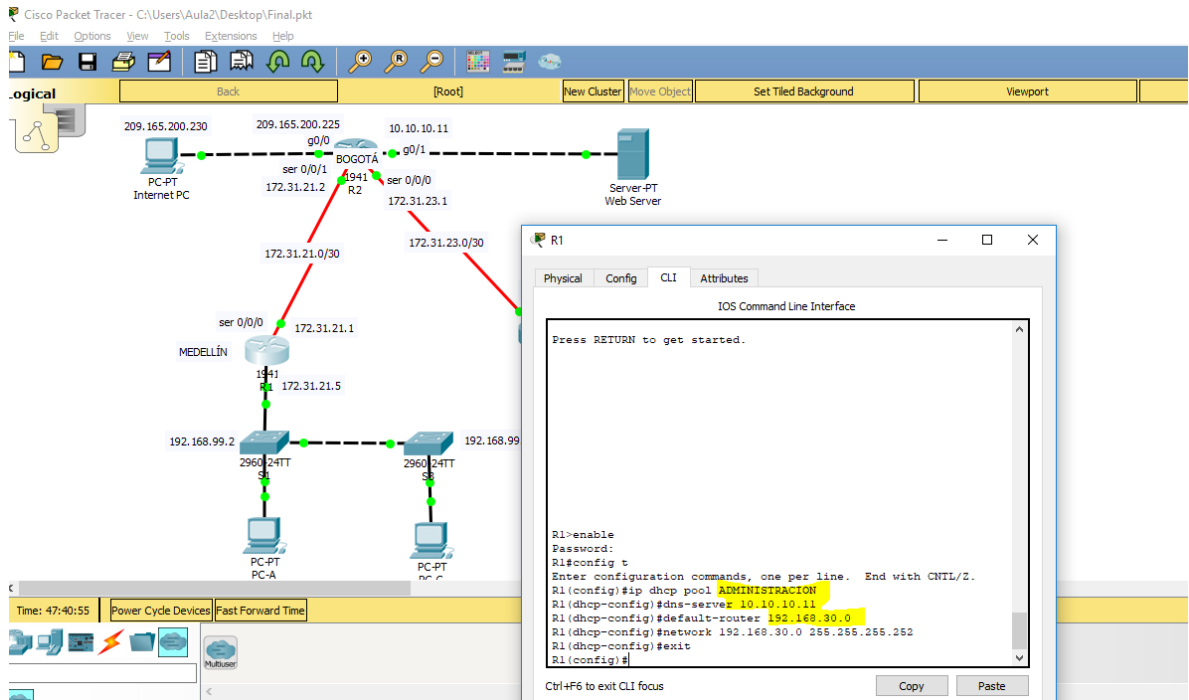 Cisco Packet Tracer - C:\Users\Aula2\Desktop\Final.pkt
File Edit Options View Tools Extensions Help
Logical
Back
[Root]
New Cluster
Move Object
Set Tiled Background
Viewport
209.165.200.230
209.165.200.225
10.10.10.11
g0/0
g0/1
BOGOTÁ
ser 0/0/1
1941
ser 0/0/0
172.31.21.2
R2
172.31.23.1
PC-PT
Internet PC
Server-PT
Web Server
172.31.21.0/30
172.31.23.0/30
ser 0/0/0
172.31.21.1
MEDELLÍN
1941
R1
172.31.21.5
192.168.99.2
192.168.99
2960-24TT
S1
2960-24TT
S3
PC-PT
PC-A
PC-PT
PC-C
Time: 47:40:55
Power Cycle Devices
Fast Forward Time
Multiuser
R1
Physical Config CLI Attributes
IOS Command Line Interface
Press RETURN to get started.
R1>enable
Password:
R1#config t
Enter configuration commands, one per line. End with CNTL/Z.
R1(config)#ip dhcp pool ADMINISTRACION
R1(dhcp-config)#dns-server 10.10.10.11
R1(dhcp-config)#default-router 192.168.30.0
R1(dhcp-config)#network 192.168.30.0 255.255.255.252
R1(dhcp-config)#exit
R1(config)#
Ctrl+F6 to exit CLI focus
Copy
Paste